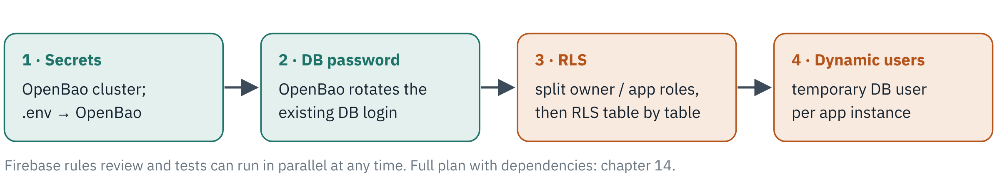 1 · Secrets
OpenBao cluster;
.env → OpenBao
2 · DB password
OpenBao rotates the
existing DB login
3 · RLS
split owner / app roles,
then RLS table by table
4 · Dynamic users
temporary DB user
per app instance
Firebase rules review and tests can run in parallel at any time. Full plan with dependencies: chapter 14.